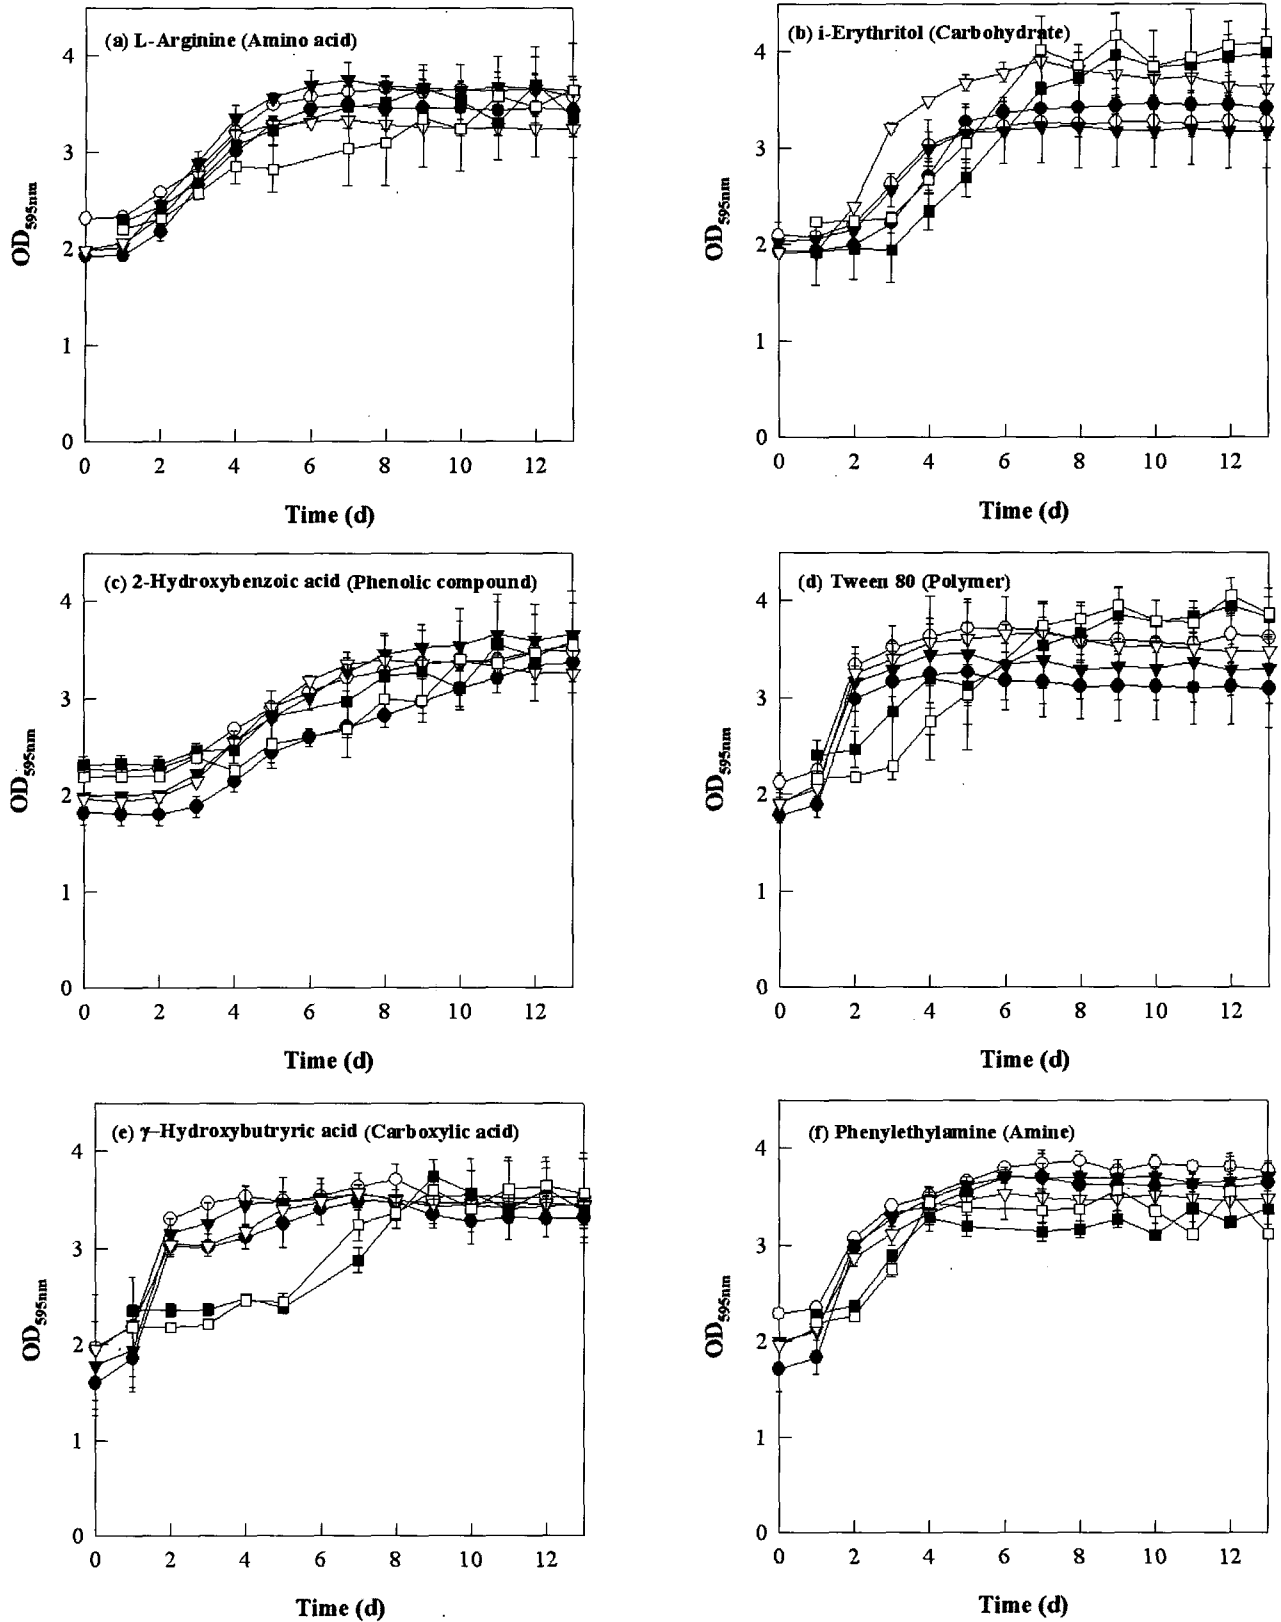 (a) L-Arginine (Amino acid)
4
3
2
1
0
OD595nm
0 2 4 6 8 10 12
Time (d)
(b) i-Erythritol (Carbohydrate)
4
3
2
1
0
OD595nm
0 2 4 6 8 10 12
Time (d)
(c) 2-Hydroxybenzoic acid (Phenolic compound)
4
3
2
1
0
OD595nm
0 2 4 6 8 10 12
Time (d)
(d) Tween 80 (Polymer)
4
3
2
1
0
OD595nm
0 2 4 6 8 10 12
Time (d)
(e) γ-Hydroxybutryric acid (Carboxylic acid)
4
3
2
1
0
OD595nm
0 2 4 6 8 10 12
Time (d)
(f) Phenylethylamine (Amine)
4
3
2
1
0
OD595nm
0 2 4 6 8 10 12
Time (d)